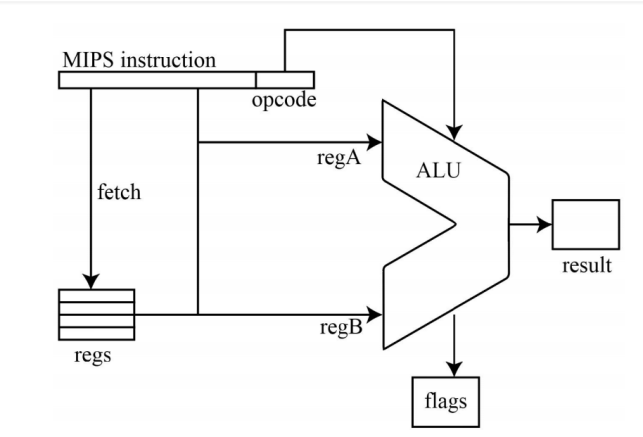 MIPS instruction
opcode
regA
ALU
fetch
result
regB
regs
flags